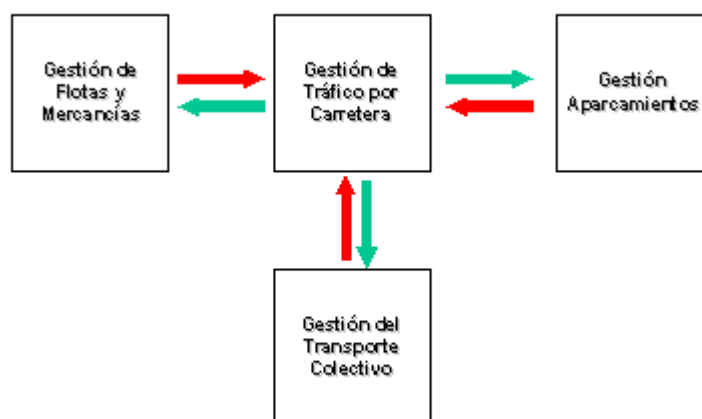 Gestión de
Flotas y
Mercancías
Gestión de
Tráfico por
Carretera
Gestión
Aparcamientos
Gestión del
Transporte
Colectivo